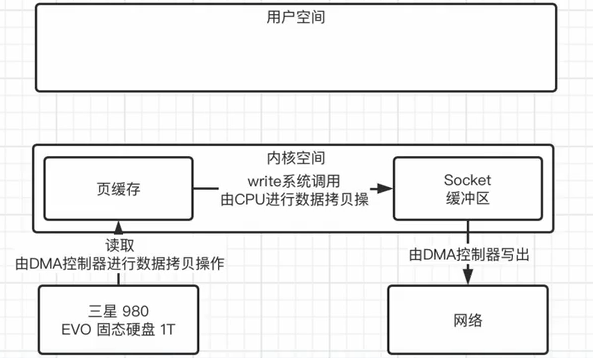 用户空间
内核空间
页缓存
write系统调用
由CPU进行数据拷贝操
Socket
缓冲区
读取
由DMA控制器进行数据拷贝操作
由DMA控制器写出
三星 980
EVO 固态硬盘 1T
网络